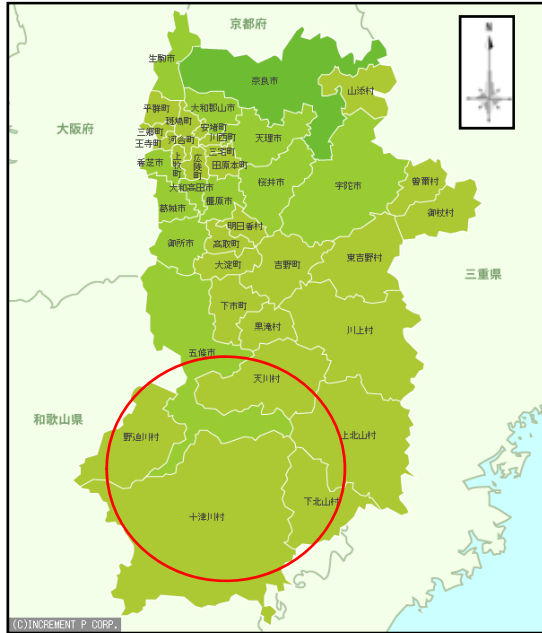 京都府
生駒市
奈良市
山添村
平群町
大和郡山市
斑鳩町
大阪府
安堵町
三郷町
川西町
天理市
王寺町
河合町
三宅町
香芝市
上牧町
広陵町
田原本町
曽爾村
大和高田市
桜井市
宇陀市
葛城市
橿原市
御杖村
明日香村
御所市
高取町
大淀町
吉野町
東吉野村
三重県
下市町
黒滝村
川上村
五條市
天川村
和歌山県
野迫川村
上北山村
十津川村
下北山村
(C)INCREMENT P CORP.